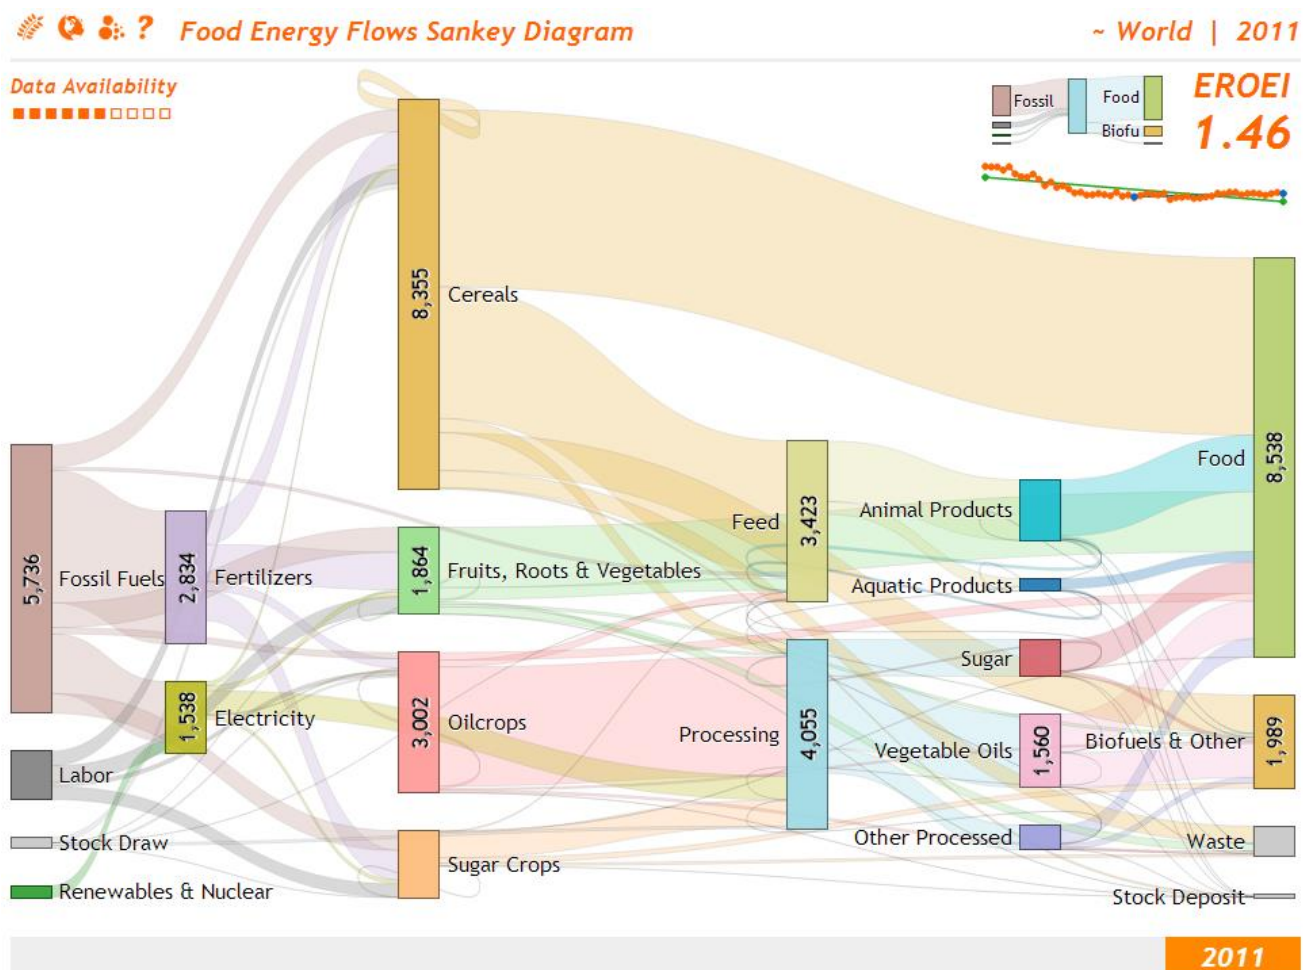 ? Food Energy Flows Sankey Diagram
~ World | 2011
Data Availability
Fossil
Food
Biofu
EROEI
1.46
8,355
Cereals
Food
8,538
Feed
3,423
Animal Products
5,736
Fossil Fuels
2,834
Fertilizers
1,864
Fruits, Roots & Vegetables
Aquatic Products
Sugar
1,538
Electricity
3,002
Oilcrops
Processing
4,055
Vegetable Oils
1,560
Biofuels & Other
1,989
Labor
Stock Draw
Other Processed
Waste
Sugar Crops
Renewables & Nuclear
Stock Deposit
2011